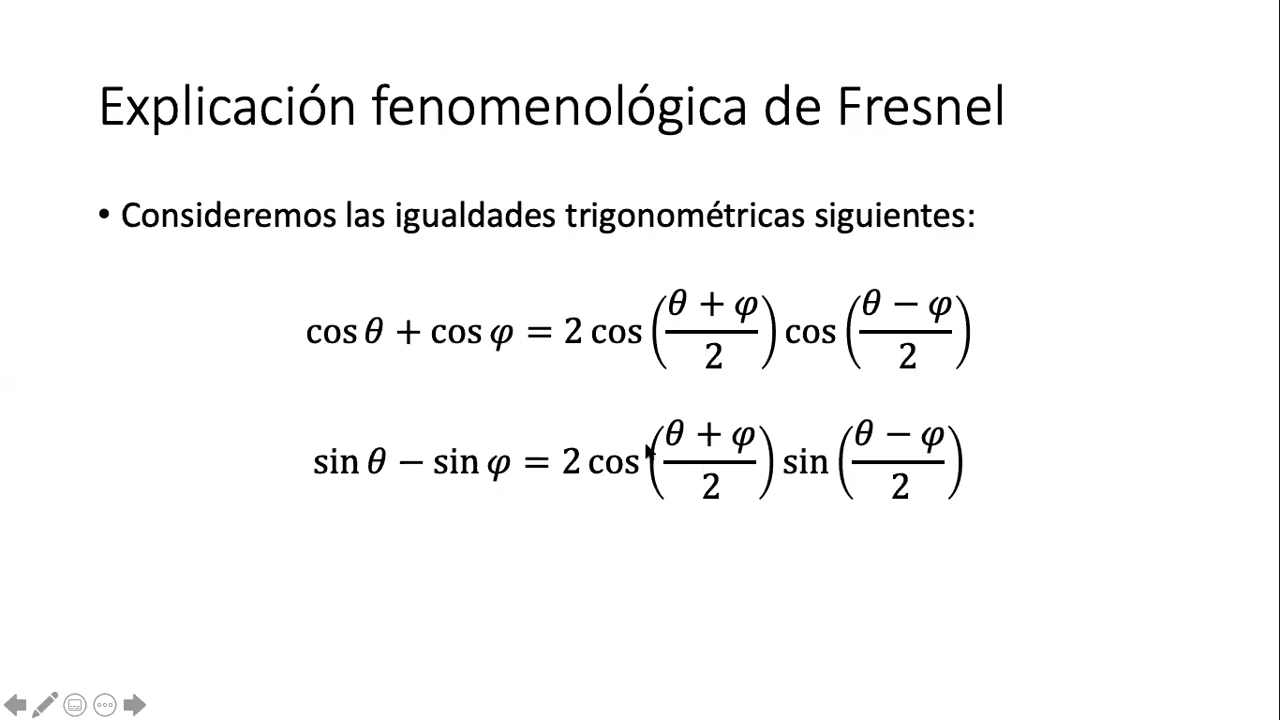 Explicación fenomenológica de Fresnel
• Consideremos las igualdades trigonométricas siguientes:
cos θ + cos φ = 2 cos((θ + φ)/2) cos((θ − φ)/2)
sin θ − sin φ = 2 cos((θ + φ)/2) sin((θ − φ)/2)